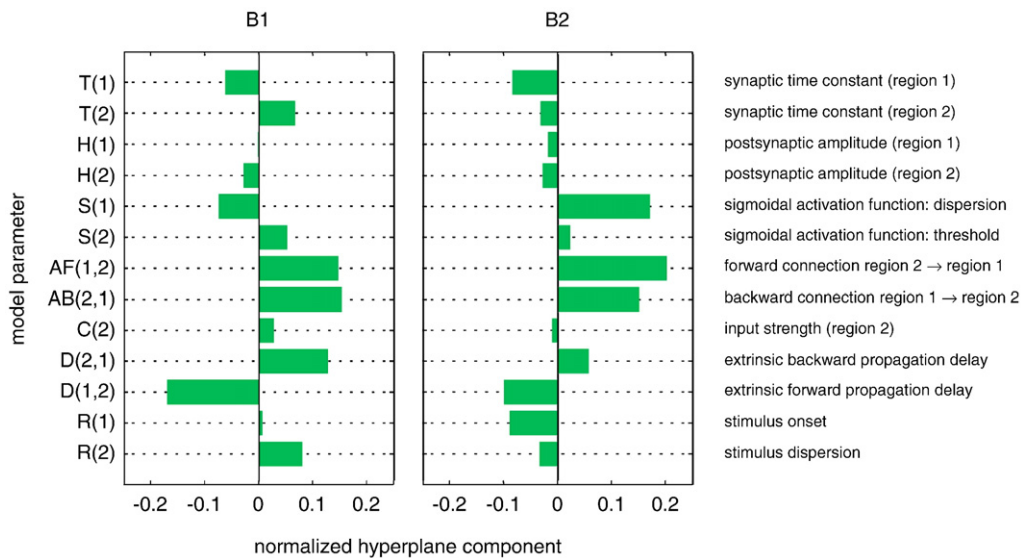 B1 B2
T(1) synaptic time constant (region 1)
T(2) synaptic time constant (region 2)
H(1) postsynaptic amplitude (region 1)
H(2) postsynaptic amplitude (region 2)
S(1) sigmoidal activation function: dispersion
S(2) sigmoidal activation function: threshold
AF(1,2) forward connection region 2 → region 1
AB(2,1) backward connection region 1 → region 2
C(2) input strength (region 2)
D(2,1) extrinsic backward propagation delay
D(1,2) extrinsic forward propagation delay
R(1) stimulus onset
R(2) stimulus dispersion
model parameter
-0.2 -0.1 0 0.1 0.2 -0.2 -0.1 0 0.1 0.2
normalized hyperplane component